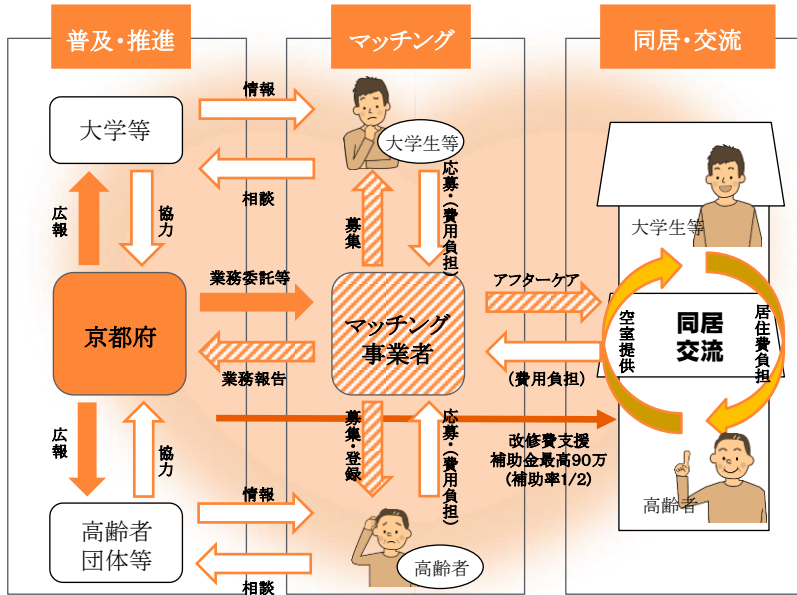 普及・推進
マッチング
同居・交流
大学等
情報
相談
大学生等
広報
協力
募集
応募・(費用負担)
京都府
業務委託等
業務報告
マッチング
事業者
アフターケア
(費用負担)
大学生等
空室提供
同居
交流
居住費負担
高齢者
改修費支援
補助金最高90万
(補助率1/2)
広報
協力
募集・登録
応募・(費用負担)
高齢者
団体等
情報
相談
高齢者